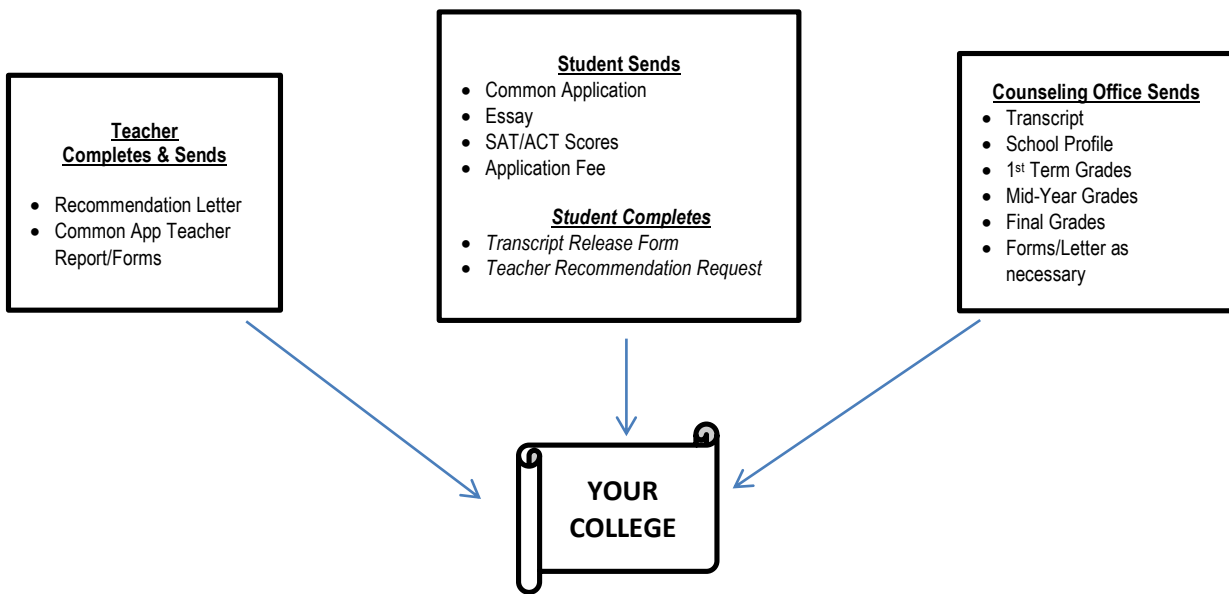 Teacher
Completes & Sends
• Recommendation Letter
• Common App Teacher
Report/Forms
Student Sends
• Common Application
• Essay
• SAT/ACT Scores
• Application Fee
Student Completes
• Transcript Release Form
• Teacher Recommendation Request
Counseling Office Sends
• Transcript
• School Profile
• 1st Term Grades
• Mid-Year Grades
• Final Grades
• Forms/Letter as
necessary
YOUR
COLLEGE